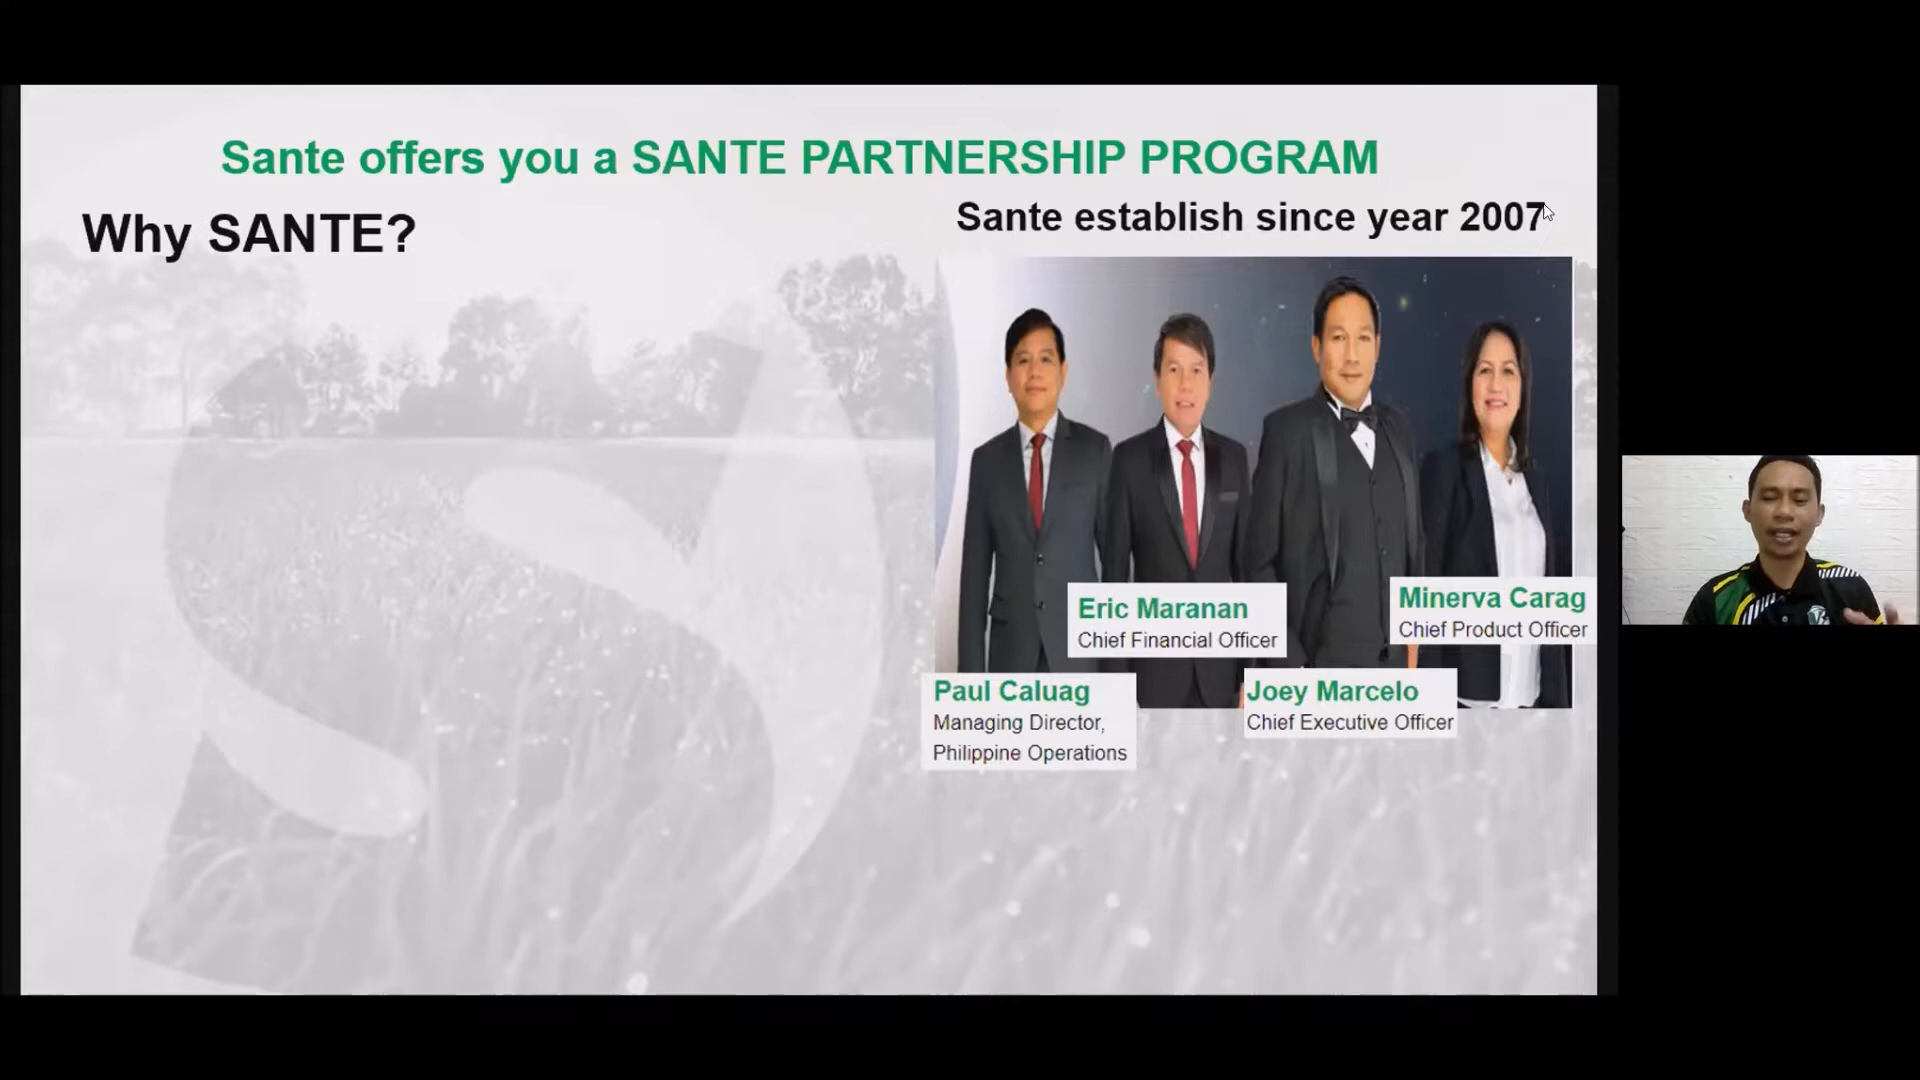 Sante offers you a SANTE PARTNERSHIP PROGRAM
Why SANTE?
Sante establish since year 2007
Eric Maranan
Chief Financial Officer
Minerva Carag
Chief Product Officer
Paul Caluag
Managing Director,
Philippine Operations
Joey Marcelo
Chief Executive Officer